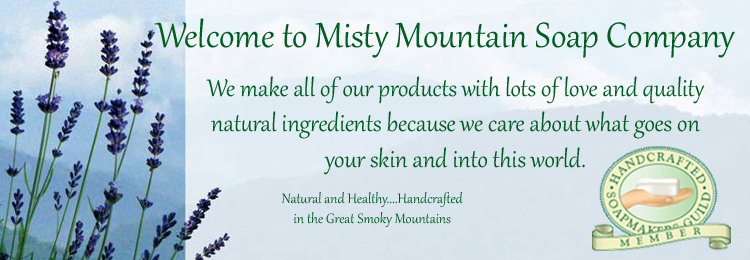 Welcome to Misty Mountain Soap Company
We make all of our products with lots of love and quality
natural ingredients because we care about what goes on
your skin and into this world.
Natural and Healthy....Handcrafted
in the Great Smoky Mountains
HANDCRAFTED
SOAPMAKERS GUILD
MEMBER